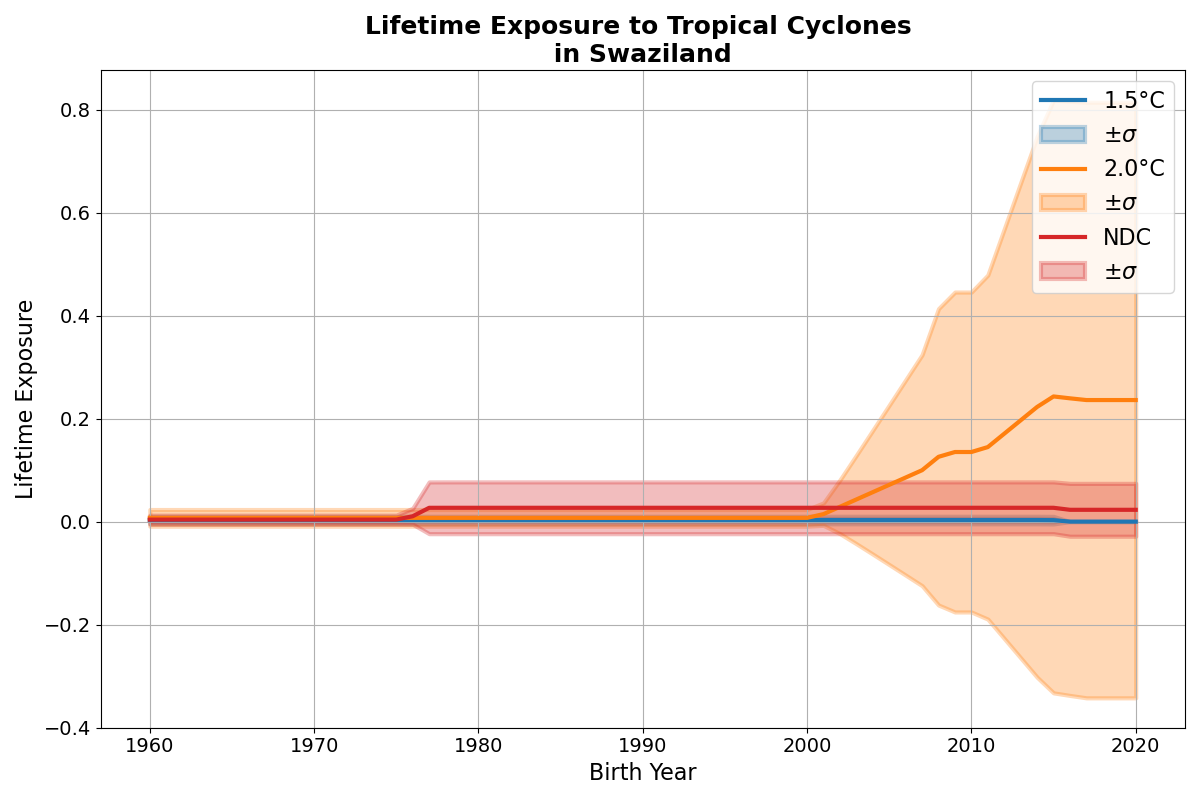 Lifetime Exposure to Tropical Cyclones
in Swaziland
Lifetime Exposure
0.8
0.6
0.4
0.2
0.0
−0.2
−0.4
1.5°C
±σ
2.0°C
±σ
NDC
±σ
1960
1970
1980
1990
2000
2010
2020
Birth Year